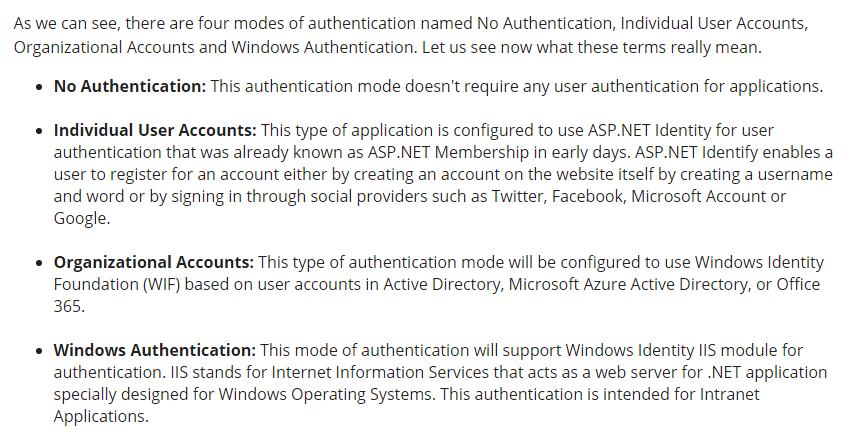 As we can see, there are four modes of authentication named No Authentication, Individual User Accounts,
Organizational Accounts and Windows Authentication. Let us see now what these terms really mean.
• No Authentication: This authentication mode doesn't require any user authentication for applications.
• Individual User Accounts: This type of application is configured to use ASP.NET Identity for user
authentication that was already known as ASP.NET Membership in early days. ASP.NET Identify enables a
user to register for an account either by creating an account on the website itself by creating a username
and word or by signing in through social providers such as Twitter, Facebook, Microsoft Account or
Google.
• Organizational Accounts: This type of authentication mode will be configured to use Windows Identity
Foundation (WIF) based on user accounts in Active Directory, Microsoft Azure Active Directory, or Office
365.
• Windows Authentication: This mode of authentication will support Windows Identity IIS module for
authentication. IIS stands for Internet Information Services that acts as a web server for .NET application
specially designed for Windows Operating Systems. This authentication is intended for Intranet
Applications.